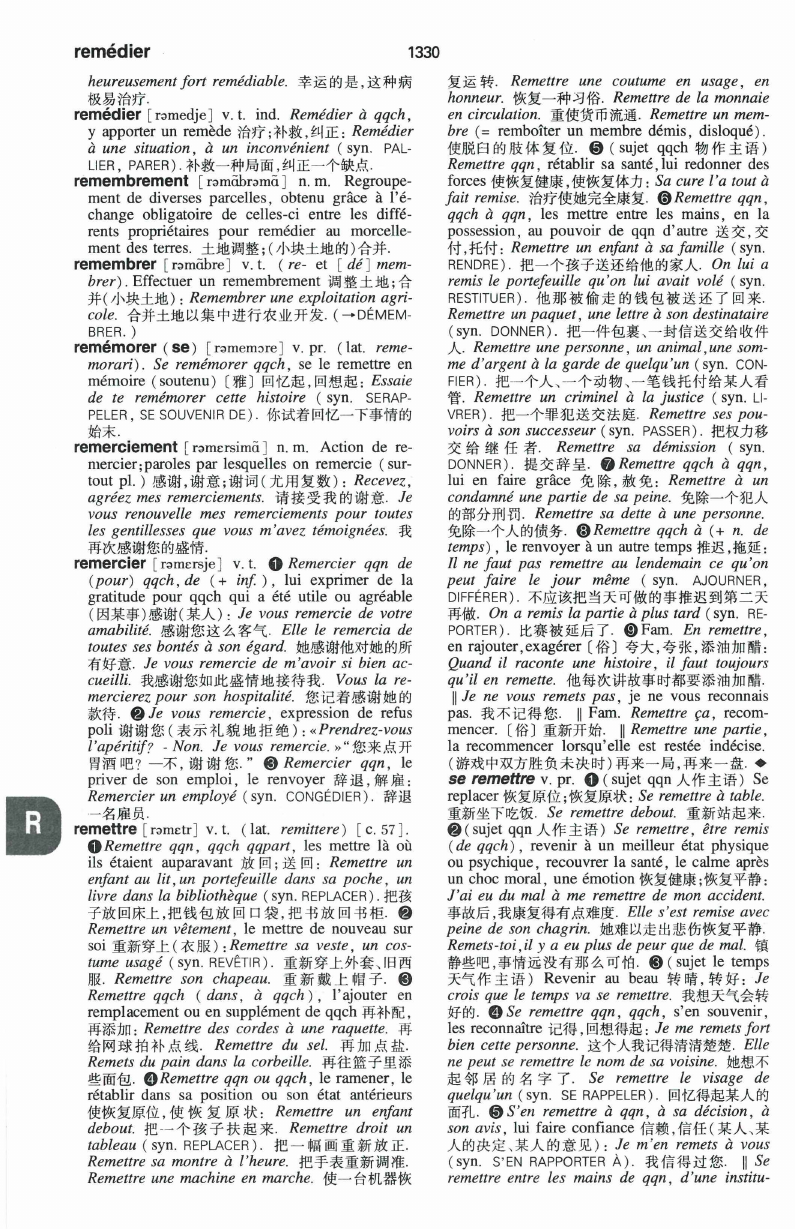 remédier
1330
heureusement fort remédiable. 幸运的是,这种病
极易治疗.
remédier [rəmedje] v. t. ind. Remédier à qqch,
y apporter un remède 治疗;补救,纠正: Remédier
à une situation, à un inconvénient ( syn. PAL-
LIER, PARER). 补救一种局面,纠正一个缺点.
remembrement [rəmɑ̃brəmɑ̃] n. m. Regroupe-
ment de diverses parcelles, obtenu grâce à l'é-
change obligatoire de celles-ci entre les diffé-
rents propriétaires pour remédier au morcelle-
ment des terres. 土地调整;(小块土地的)合并.
remembrer [rəmɑ̃bre] v. t. ( re- et [ dé ] mem-
brer). Effectuer un remembrement 调整土地;合
并(小块土地): Remembrer une exploitation agri-
cole. 合并土地以集中进行农业开发. (→DÉMEM-
BRER. )
remémorer ( se ) [rəmemɔre] v. pr. ( lat. reme-
morari). Se remémorer qqch, se le remettre en
mémoire (soutenu) [雅] 回忆起,回想起: Essaie
de te remémorer cette histoire ( syn. SERAP-
PELER, SE SOUVENIR DE). 你试着回忆一下事情的
始末.
remerciement [rəmɛrsimɑ̃] n. m. Action de re-
mercier;paroles par lesquelles on remercie (sur-
tout pl. ) 感谢,谢意;谢词(尤用复数): Recevez,
agréez mes remerciements. 请接受我的谢意. Je
vous renouvelle mes remerciements pour toutes
les gentillesses que vous m'avez témoignées. 我
再次感谢您的盛情.
remercier [rəmɛrsje] v. t. ❶ Remercier qqn de
(pour) qqch, de ( + inf. ), lui exprimer de la
gratitude pour qqch qui a été utile ou agréable
(因某事)感谢(某人): Je vous remercie de votre
amabilité. 感谢您这么客气. Elle le remercia de
toutes ses bontés à son égard. 她感谢他对她的所
有好意. Je vous remercie de m'avoir si bien ac-
cueilli. 我感谢您如此盛情地接待我. Vous la re-
mercierez pour son hospitalité. 您记着感谢她的
款待. ❷ Je vous remercie, expression de refus
poli 谢谢您(表示礼貌地拒绝): «Prendrez-vous
l'apéritif? - Non. Je vous remercie. »“您来点开
胃酒吧? —不, 谢谢您. ” ❸ Remercier qqn, le
priver de son emploi, le renvoyer 辞退,解雇:
Remercier un employé (syn. CONGÉDIER). 辞退
一名雇员.
R
remettre [rəmɛtr] v. t. ( lat. remittere) [c. 57].
❶ Remettre qqn, qqch qqpart, les mettre là où
ils étaient auparavant 放回;送回: Remettre un
enfant au lit,un portefeuille dans sa poche, un
livre dans la bibliothèque (syn. REPLACER). 把孩
子放回床上,把钱包放回口袋,把书放回书柜. ❷
Remettre un vêtement, le mettre de nouveau sur
soi 重新穿上(衣服):Remettre sa veste, un cos-
tume usagé (syn. REVÊTIR). 重新穿上外套、旧西
服. Remettre son chapeau. 重新戴上帽子. ❸
Remettre qqch ( dans, à qqch), l'ajouter en
remplacement ou en supplément de qqch 再补配,
再添加: Remettre des cordes à une raquette. 再
给网球拍补点线. Remettre du sel. 再加点盐.
Remets du pain dans la corbeille. 再往篮子里添
些面包. ❹ Remettre qqn ou qqch, le ramener, le
rétablir dans sa position ou son état antérieurs
使恢复原位,使恢复原状: Remettre un enfant
debout. 把一个孩子扶起来. Remettre droit un
tableau ( syn. REPLACER). 把一幅画重新放正.
Remettre sa montre à l'heure. 把手表重新调准.
Remettre une machine en marche. 使一台机器恢
复运转. Remettre une coutume en usage, en
honneur. 恢复一种习俗. Remettre de la monnaie
en circulation. 重使货币流通. Remettre un mem-
bre (= remboîter un membre démis, disloqué).
使脱臼的肢体复位. ❺ ( sujet qqch 物作主语)
Remettre qqn, rétablir sa santé,lui redonner des
forces 使恢复健康,使恢复体力: Sa cure l'a tout à
fait remise. 治疗使她完全康复. ❻ Remettre qqn,
qqch à qqn, les mettre entre les mains, en la
possession, au pouvoir de qqn d'autre 送交,交
付,托付: Remettre un enfant à sa famille (syn.
RENDRE). 把一个孩子送还给他的家人. On lui a
remis le portefeuille qu'on lui avait volé ( syn.
RESTITUER). 他那被偷走的钱包被送还了回来.
Remettre un paquet, une lettre à son destinataire
(syn. DONNER). 把一件包裹、一封信送交给收件
人. Remettre une personne, un animal,une som-
me d'argent à la garde de quelqu'un (syn. CON-
FIER). 把一个人、一个动物、一笔钱托付给某人看
管. Remettre un criminel à la justice ( syn. LI-
VRER). 把一个罪犯送交法庭. Remettre ses pou-
voirs à son successeur (syn. PASSER). 把权力移
交给继任者. Remettre sa démission ( syn.
DONNER). 提交辞呈. ❼ Remettre qqch à qqn,
lui en faire grâce 免除,赦免: Remettre à un
condamné une partie de sa peine. 免除一个犯人
的部分刑罚. Remettre sa dette à une personne.
免除一个人的债务. ❽ Remettre qqch à (+ n. de
temps), le renvoyer à un autre temps 推迟,拖延:
Il ne faut pas remettre au lendemain ce qu'on
peut faire le jour même ( syn. AJOURNER,
DIFFÉRER). 不应该把当天可做的事推迟到第二天
再做. On a remis la partie à plus tard (syn. RE-
PORTER). 比赛被延后了. ❾ Fam. En remettre,
en rajouter,exagérer [俗] 夸大,夸张,添油加醋:
Quand il raconte une histoire, il faut toujours
qu'il en remette. 他每次讲故事时都要添油加醋.
‖ Je ne vous remets pas, je ne vous reconnais
pas. 我不记得您. ‖ Fam. Remettre ça, recom-
mencer. [俗] 重新开始. ‖ Remettre une partie,
la recommencer lorsqu'elle est restée indécise.
(游戏中双方胜负未决时)再来一局,再来一盘. ◆
se remettre v. pr. ❶ (sujet qqn 人作主语) Se
replacer 恢复原位;恢复原状: Se remettre à table.
重新坐下吃饭. Se remettre debout. 重新站起来.
❷ (sujet qqn 人作主语) Se remettre, être remis
(de qqch), revenir à un meilleur état physique
ou psychique, recouvrer la santé, le calme après
un choc moral, une émotion 恢复健康;恢复平静:
J'ai eu du mal à me remettre de mon accident.
事故后,我康复得有点难度. Elle s'est remise avec
peine de son chagrin. 她难以走出悲伤恢复平静.
Remets-toi,il y a eu plus de peur que de mal. 镇
静些吧,事情远没有那么可怕. ❸ (sujet le temps
天气作主语) Revenir au beau 转晴,转好: Je
crois que le temps va se remettre. 我想天气会转
好的. ❹ Se remettre qqn, qqch, s'en souvenir,
les reconnaître 记得,回想得起: Je me remets fort
bien cette personne. 这个人我记得清清楚楚. Elle
ne peut se remettre le nom de sa voisine. 她想不
起邻居的名字了. Se remettre le visage de
quelqu'un (syn. SE RAPPELER). 回忆得起某人的
面孔. ❺ S'en remettre à qqn, à sa décision, à
son avis, lui faire confiance 信赖,信任(某人、某
人的决定、某人的意见): Je m'en remets à vous
(syn. S'EN RAPPORTER À). 我信得过您. ‖ Se
remettre entre les mains de qqn, d'une institu-